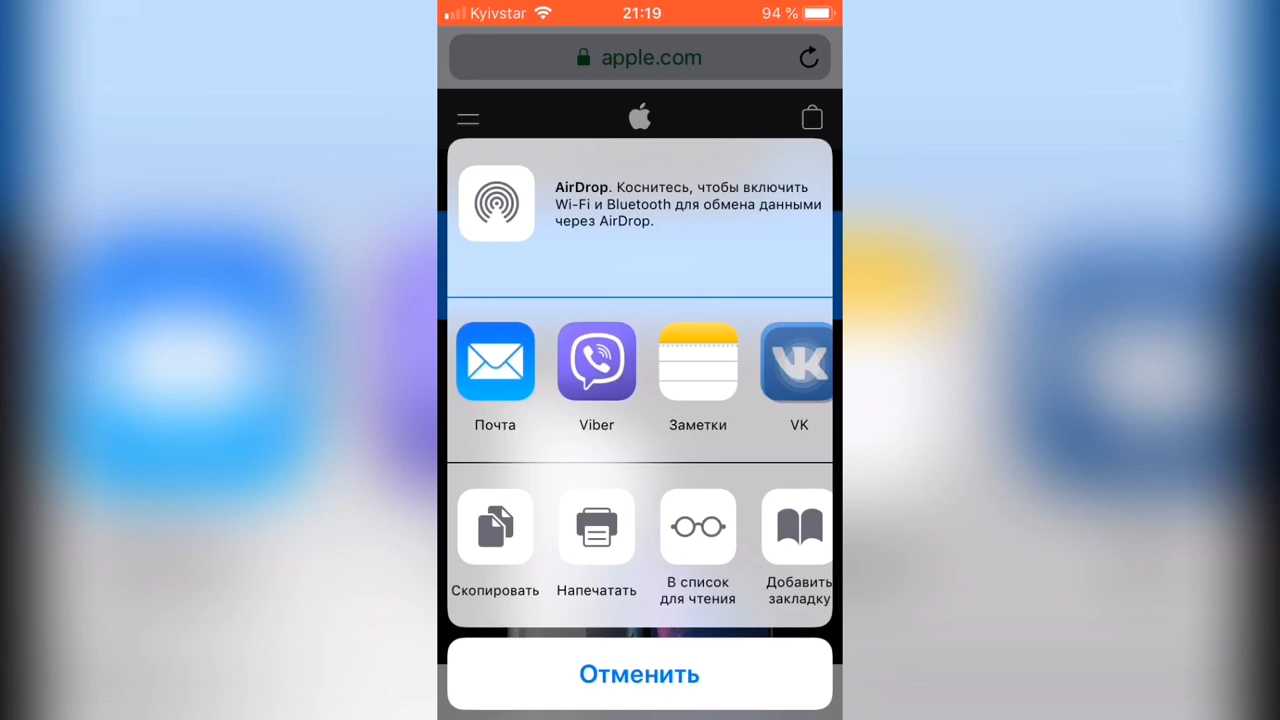 Kyivstar 21:19 94 %
apple.com
AirDrop. Коснитесь, чтобы включить
Wi-Fi и Bluetooth для обмена данными
через AirDrop.
Почта Viber Заметки VK
Скопировать Напечатать В список
для чтения Добавить
закладку
Отменить